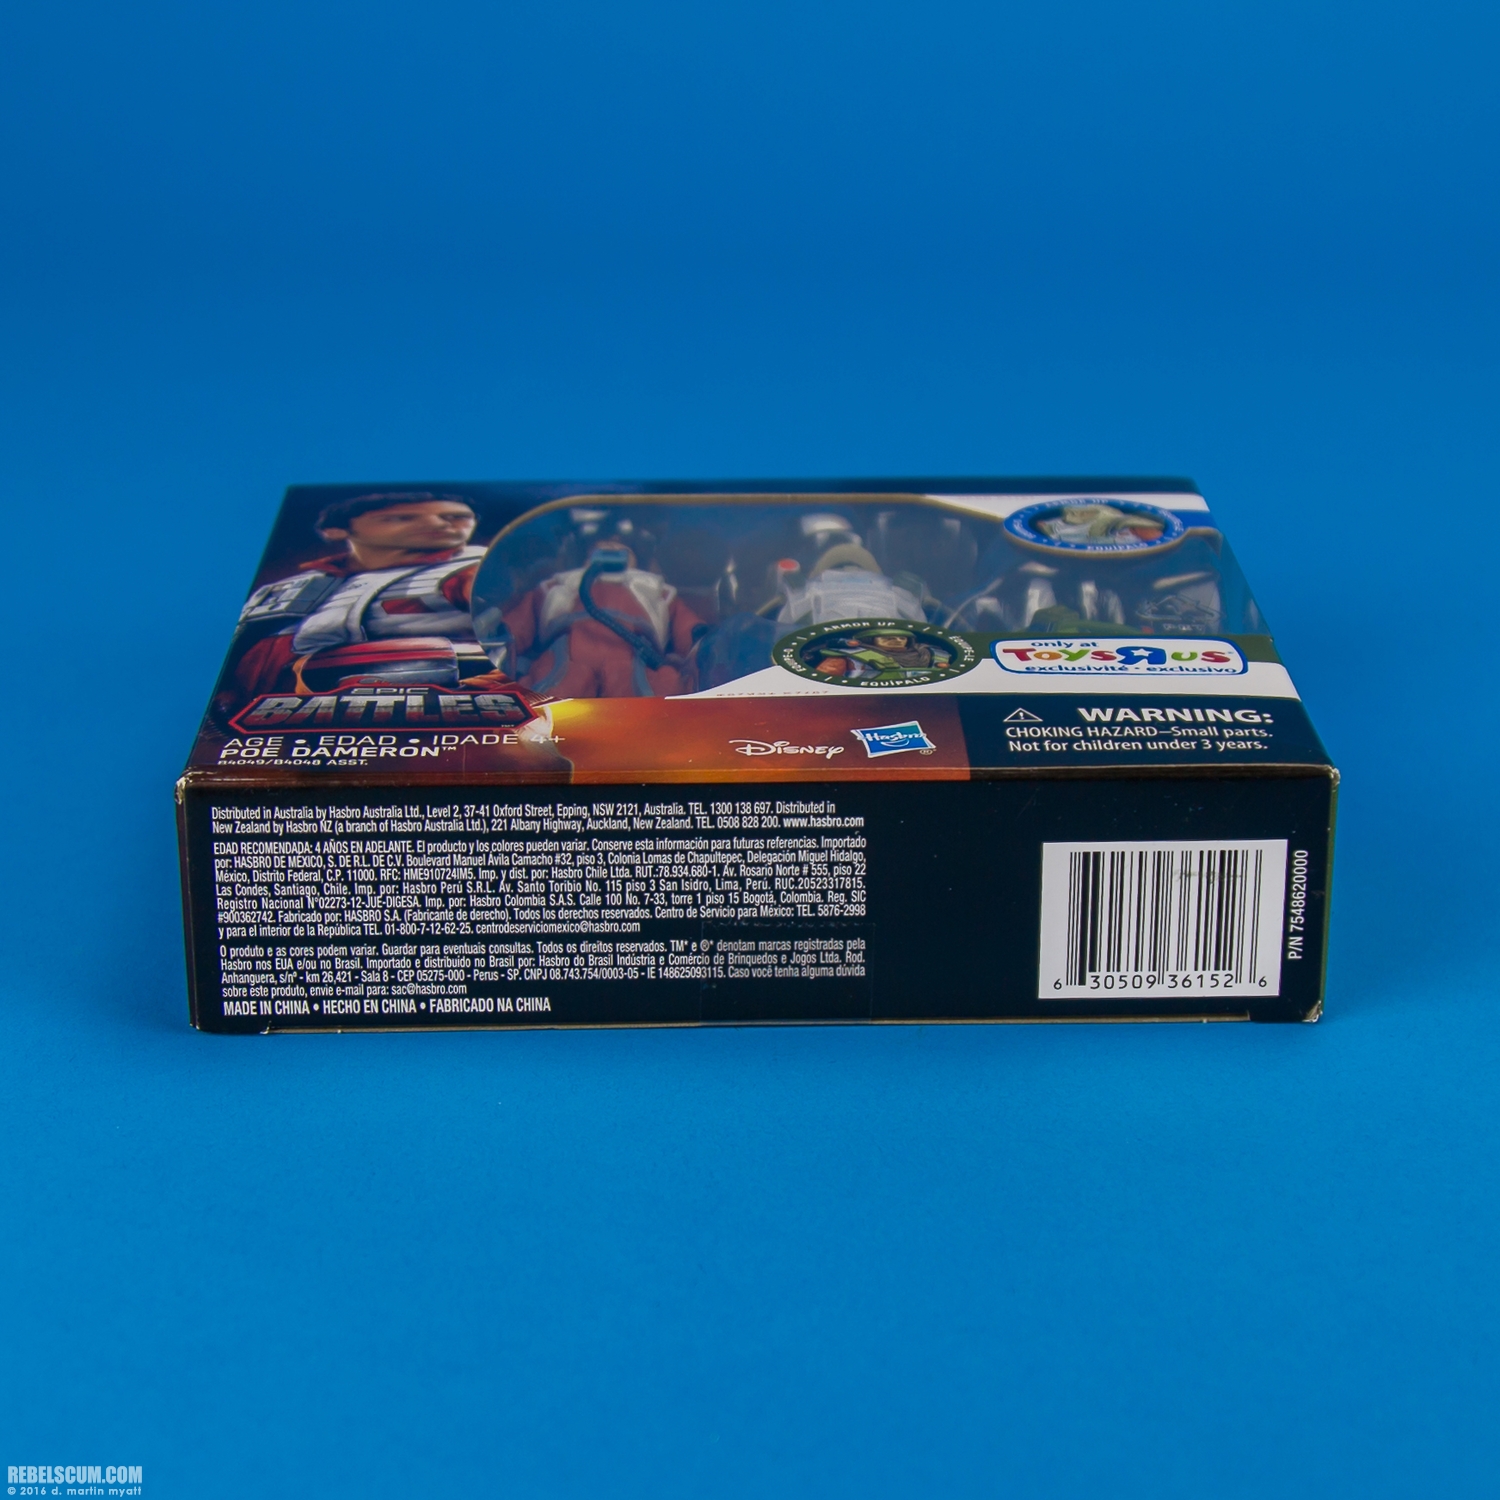 ARMOR UP
EQUÍPALO
ARMOR UP
EQUIPE-O
EQUIPE-LE
EQUÍPALO
only at
ToysRus
exclusivité • exclusivo
EPIC
BATTLES
AGE • EDAD • IDADE 4+
POE DAMERON™
B4049/B4048 ASST.
Disney
Hasbro®
WARNING:
CHOKING HAZARD—Small parts.
Not for children under 3 years.
Distributed in Australia by Hasbro Australia Ltd., Level 2, 37-41 Oxford Street, Epping, NSW 2121, Australia. TEL. 1300 138 697. Distributed in
New Zealand by Hasbro NZ (a branch of Hasbro Australia Ltd.), 221 Albany Highway, Auckland, New Zealand. TEL. 0508 828 200. www.hasbro.com
EDAD RECOMENDADA: 4 AÑOS EN ADELANTE. El producto y los colores pueden variar. Conserve esta información para futuras referencias. Importado
por: HASBRO DE MEXICO, S. DE R.L. DE C.V. Boulevard Manuel Ávila Camacho #32, piso 3, Colonia Lomas de Chapultepec, Delegación Miguel Hidalgo,
México, Distrito Federal, C.P. 11000. RFC: HME910724IM5. Imp. y dist. por: Hasbro Chile Ltda. RUT.:78.934.680-1. Av. Rosario Norte # 555, piso 22
Las Condes, Santiago, Chile. Imp. por: Hasbro Perú S.R.L. Av. Santo Toribio No. 115 piso 3 San Isidro, Lima, Perú. RUC.20523317815.
Registro Nacional N°02273-12-JUE-DIGESA. Imp. por: Hasbro Colombia S.A.S. Calle 100 No. 7-33, torre 1 piso 15 Bogotá, Colombia. Reg. SIC
#900362742. Fabricado por: HASBRO S.A. (Fabricante de derecho). Todos los derechos reservados. Centro de Servicio para México: TEL. 5876-2998
y para el interior de la República TEL. 01-800-7-12-62-25. centrodeserviciomexico@hasbro.com
O produto e as cores podem variar. Guardar para eventuais consultas. Todos os direitos reservados. TM* e ®* denotam marcas registradas pela
Hasbro nos EUA e/ou no Brasil. Importado e distribuído no Brasil por: Hasbro do Brasil Indústria e Comércio de Brinquedos e Jogos Ltda. Rod.
Anhanguera, s/nº - km 26,421 - Sala 8 - CEP 05275-000 - Perus - SP. CNPJ 08.743.754/0003-05 - IE 148625093115. Caso você tenha alguma dúvida
sobre este produto, envie e-mail para: sac@hasbro.com
MADE IN CHINA • HECHO EN CHINA • FABRICADO NA CHINA
6 30509 36152 6
P/N 7548620000
REBELSCUM.COM
© 2016 d. martin myatt